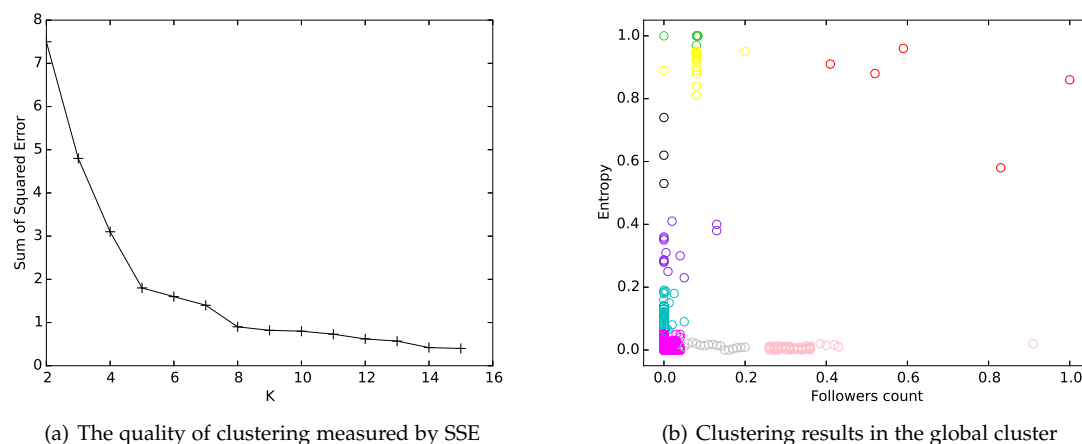 8
7
6
5
4
3
2
1
0
Sum of Squared Error
2 4 6 8 10 12 14 16
K
(a) The quality of clustering measured by SSE
1.0
0.8
0.6
0.4
0.2
0.0
Entropy
0.0 0.2 0.4 0.6 0.8 1.0
Followers count
(b) Clustering results in the global cluster